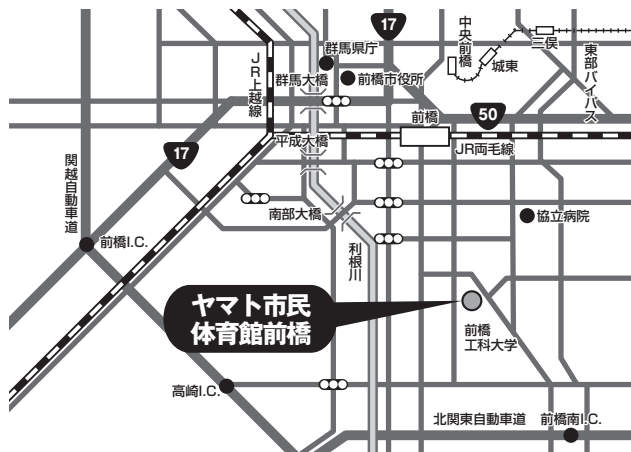 17
中央前橋
三俣
群馬県庁
城東
東部バイパス
JR上越線
群馬大橋
前橋市役所
50
前橋
平成大橋
JR両毛線
17
関越自動車道
南部大橋
協立病院
前橋I.C.
利根川
ヤマト市民
体育館前橋
前橋
工科大学
高崎I.C.
北関東自動車道
前橋南I.C.